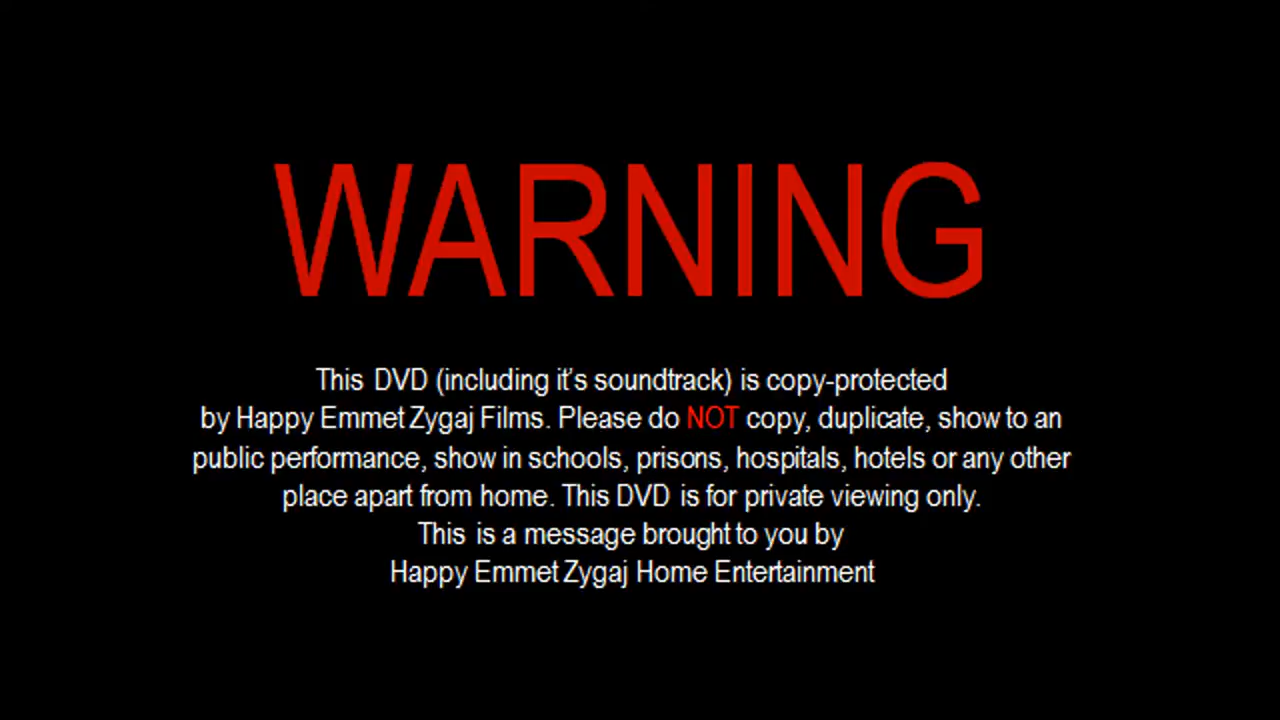 WARNING
This DVD (including it's soundtrack) is copy-protected
by Happy Emmet Zygaj Films. Please do NOT copy, duplicate, show to an
public performance, show in schools, prisons, hospitals, hotels or any other
place apart from home. This DVD is for private viewing only.
This is a message brought to you by
Happy Emmet Zygaj Home Entertainment